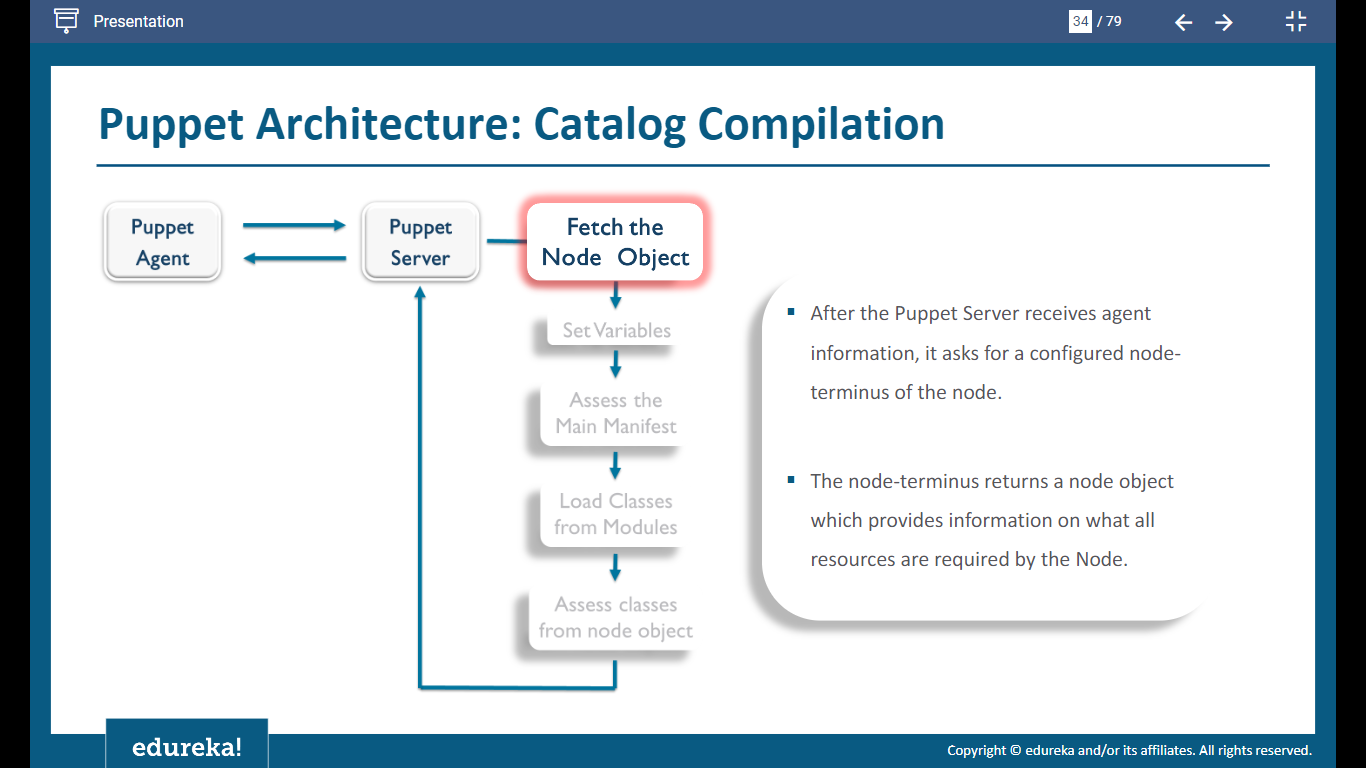 Presentation
34 / 79
Puppet Architecture: Catalog Compilation
Puppet
Agent
Puppet
Server
Fetch the
Node Object
Set Variables
Assess the
Main Manifest
Load Classes
from Modules
Assess classes
from node object
After the Puppet Server receives agent
information, it asks for a configured node-
terminus of the node.
The node-terminus returns a node object
which provides information on what all
resources are required by the Node.
edureka!
Copyright © edureka and/or its affiliates. All rights reserved.